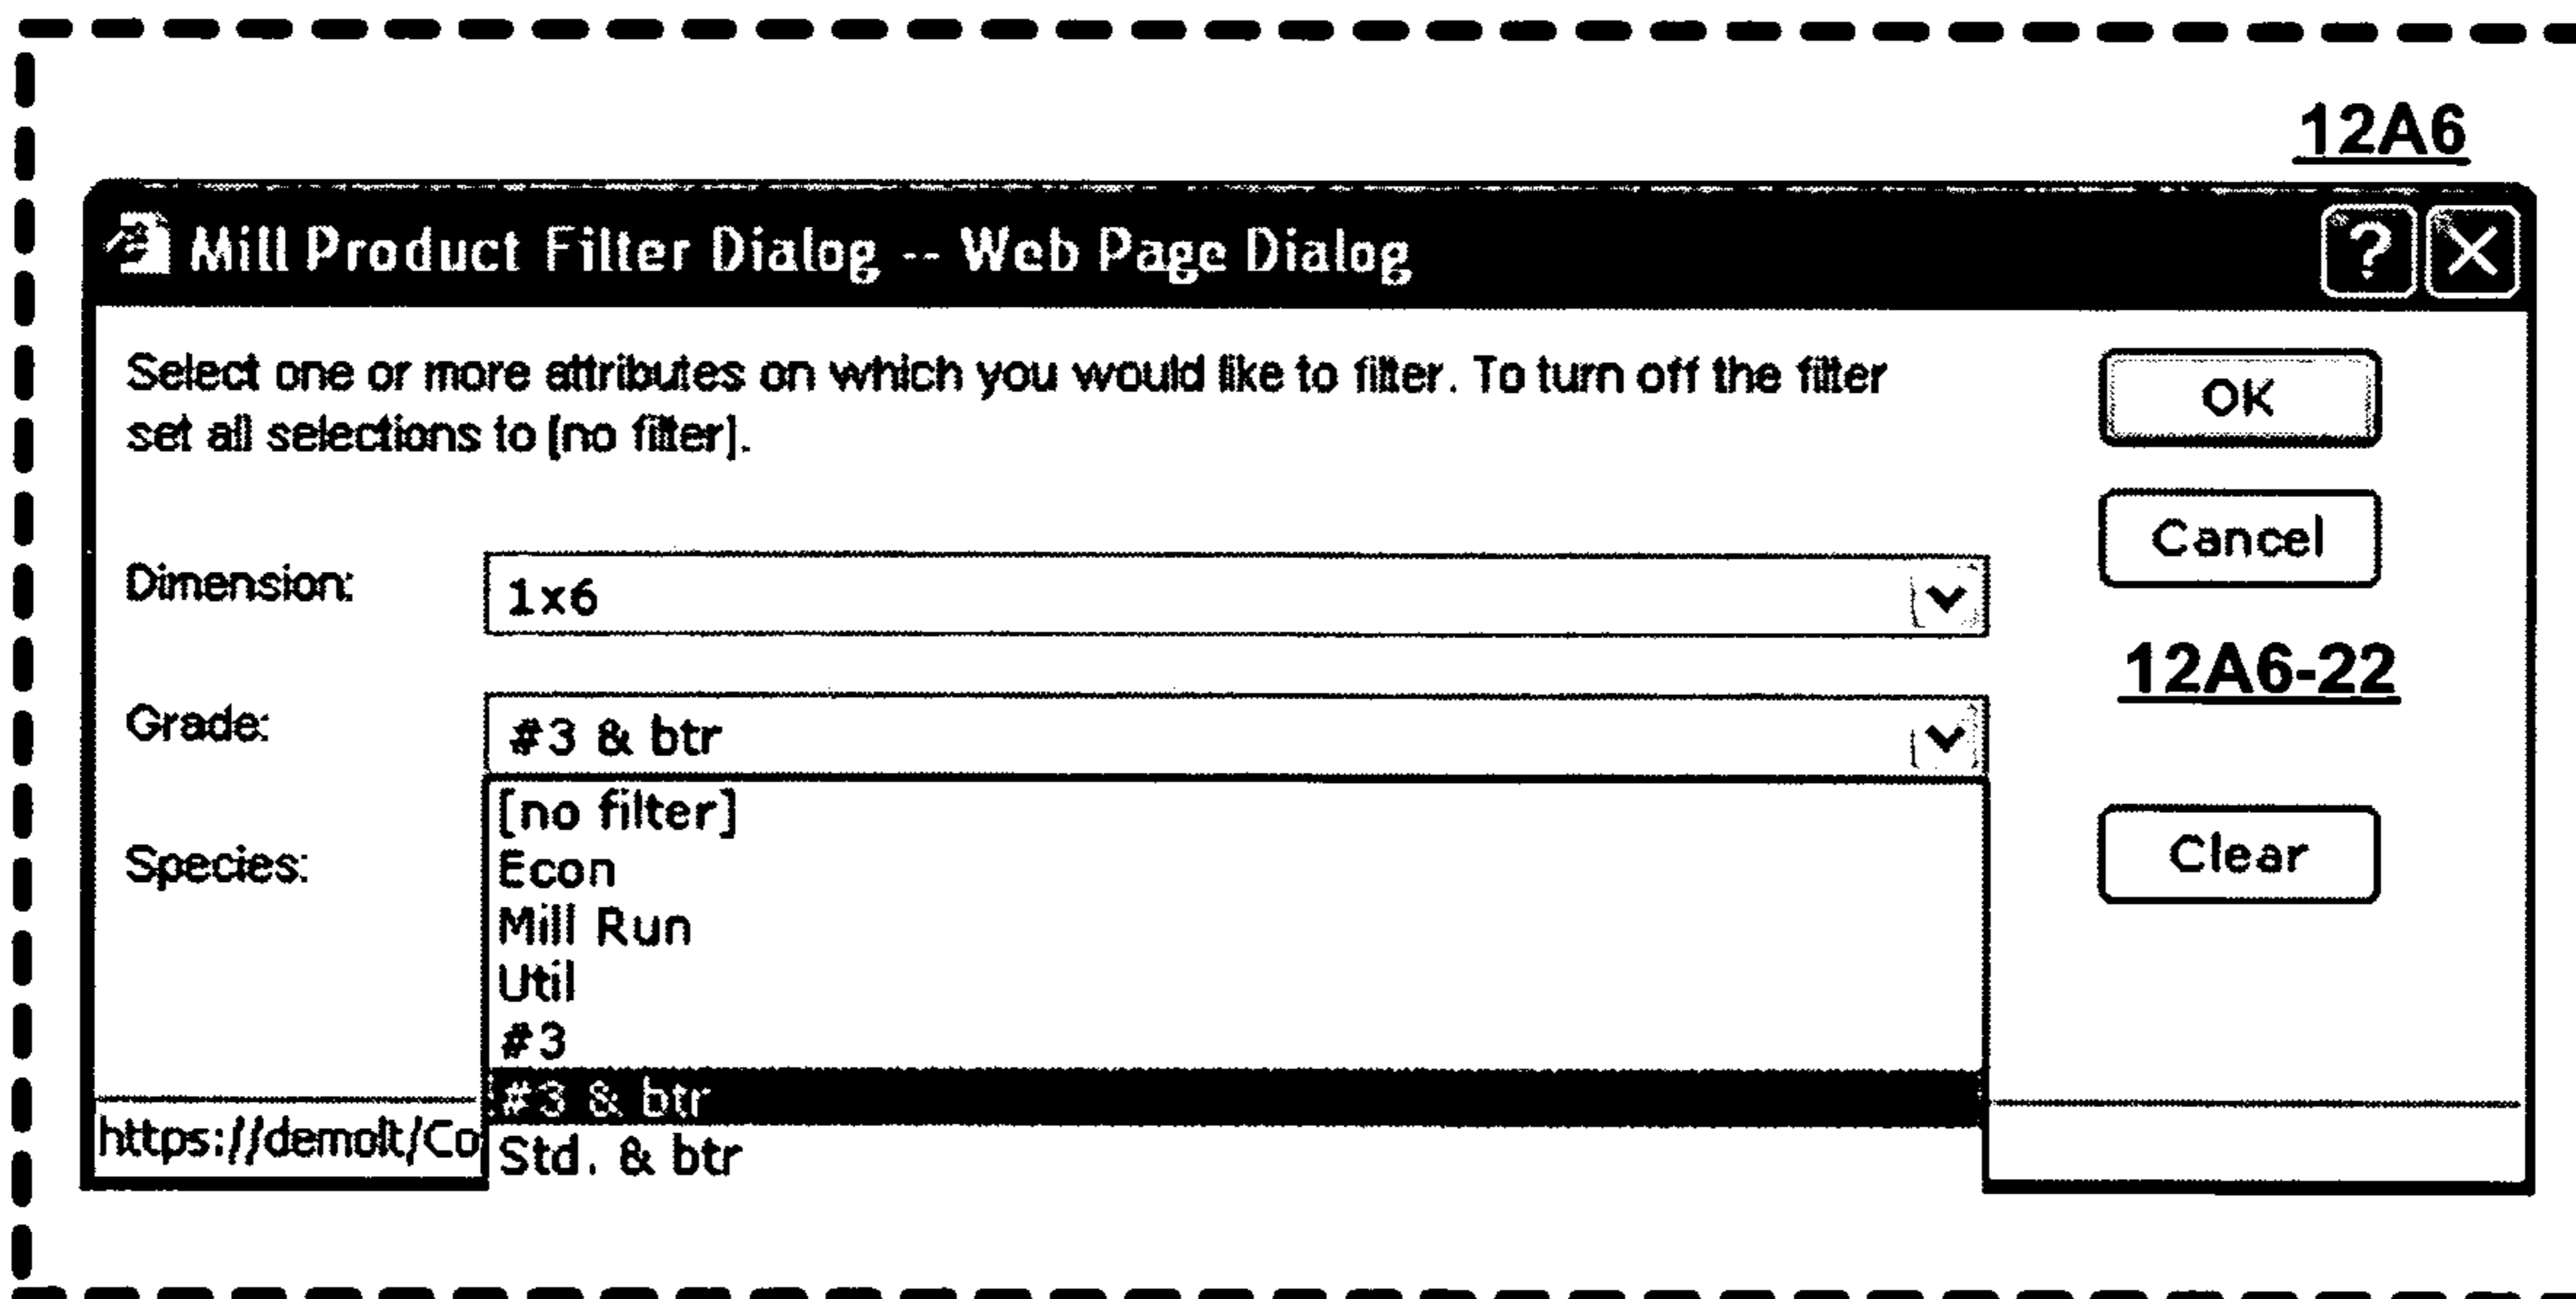 12A6
Mill Product Filter Dialog -- Web Page Dialog
?
Select one or more attributes on which you would like to filter. To turn off the filter
set all selections to [no filter].
OK
Cancel
Dimension:
1x6
12A6-22
Grade:
#3 & btr
[no filter]
Econ
Mill Run
Util
#3
#3 & btr
Std. & btr
Species:
Clear
https://demolt/Co